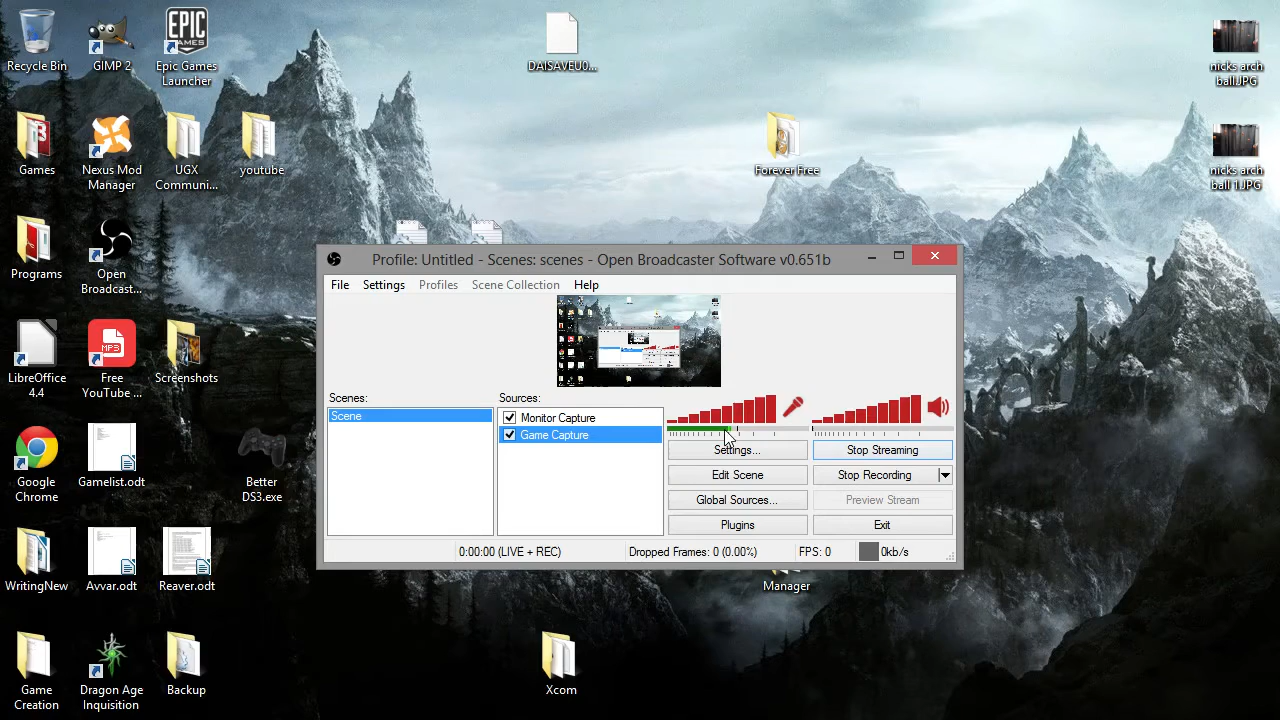 Recycle Bin
GIMP 2
EPIC
GAMES
Epic Games
Launcher
DAISAVEU0...
nicks arch
ball.JPG
Games
Nexus Mod
Manager
UGX
Communi...
youtube
Forever Free
nicks arch
ball 1.JPG
Programs
Open
Broadcast...
LibreOffice
4.4
MP3
Free
YouTube ...
Screenshots
Google
Chrome
Gamelist.odt
Better
DS3.exe
WritingNew
Avvar.odt
Reaver.odt
Manager
Game
Creation
Dragon Age
Inquisition
Backup
Xcom
Profile: Untitled - Scenes: scenes - Open Broadcaster Software v0.651b
File Settings Profiles Scene Collection Help
Scenes:
Scene
Sources:
Monitor Capture
Game Capture
Settings...
Stop Streaming
Edit Scene
Stop Recording
Global Sources...
Preview Stream
Plugins
Exit
0:00:00 (LIVE + REC)
Dropped Frames: 0 (0.00%)
FPS: 0
0kb/s